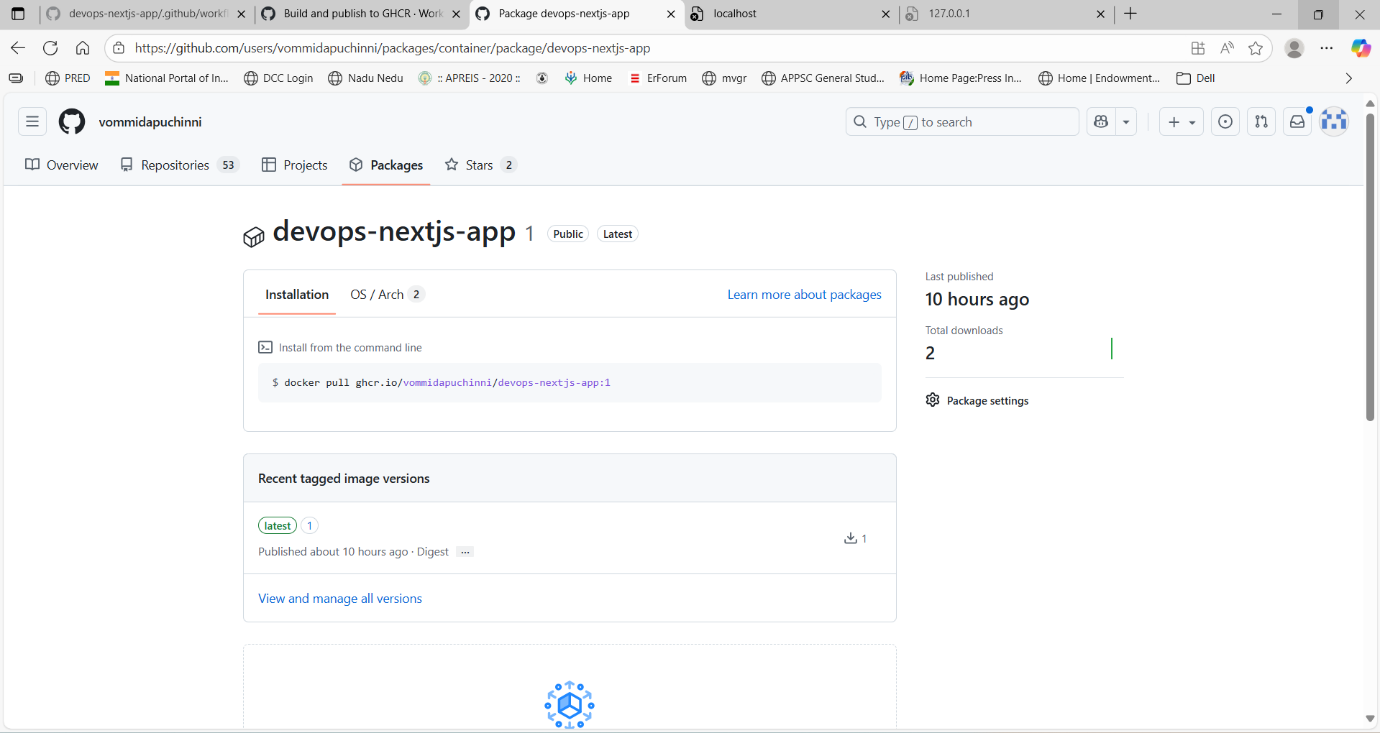 devops-nextjs-app/.github/workfl
Build and publish to GHCR · Work
Package devops-nextjs-app
localhost
127.0.0.1
https://github.com/users/vommidapuchinni/packages/container/package/devops-nextjs-app
PRED
National Portal of In...
DCC Login
Nadu Nedu
:: APREIS - 2020 ::
Home
ErForum
mvgr
APPSC General Stud...
Home Page:Press In...
Home | Endowment...
Dell
vommidapuchinni
Type / to search
Overview
Repositories 53
Projects
Packages
Stars 2
devops-nextjs-app 1 Public Latest
Installation
OS / Arch 2
Learn more about packages
Install from the command line
$ docker pull ghcr.io/vommidapuchinni/devops-nextjs-app:1
Last published
10 hours ago
Total downloads
2
Package settings
Recent tagged image versions
latest 1
Published about 10 hours ago · Digest ...
1
View and manage all versions